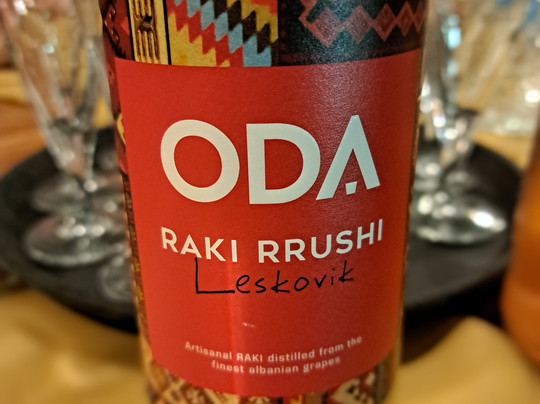 ODA
RAKI RRUSHI
Leskovik
Artisanal RAKI distilled from the
finest albanian grapes